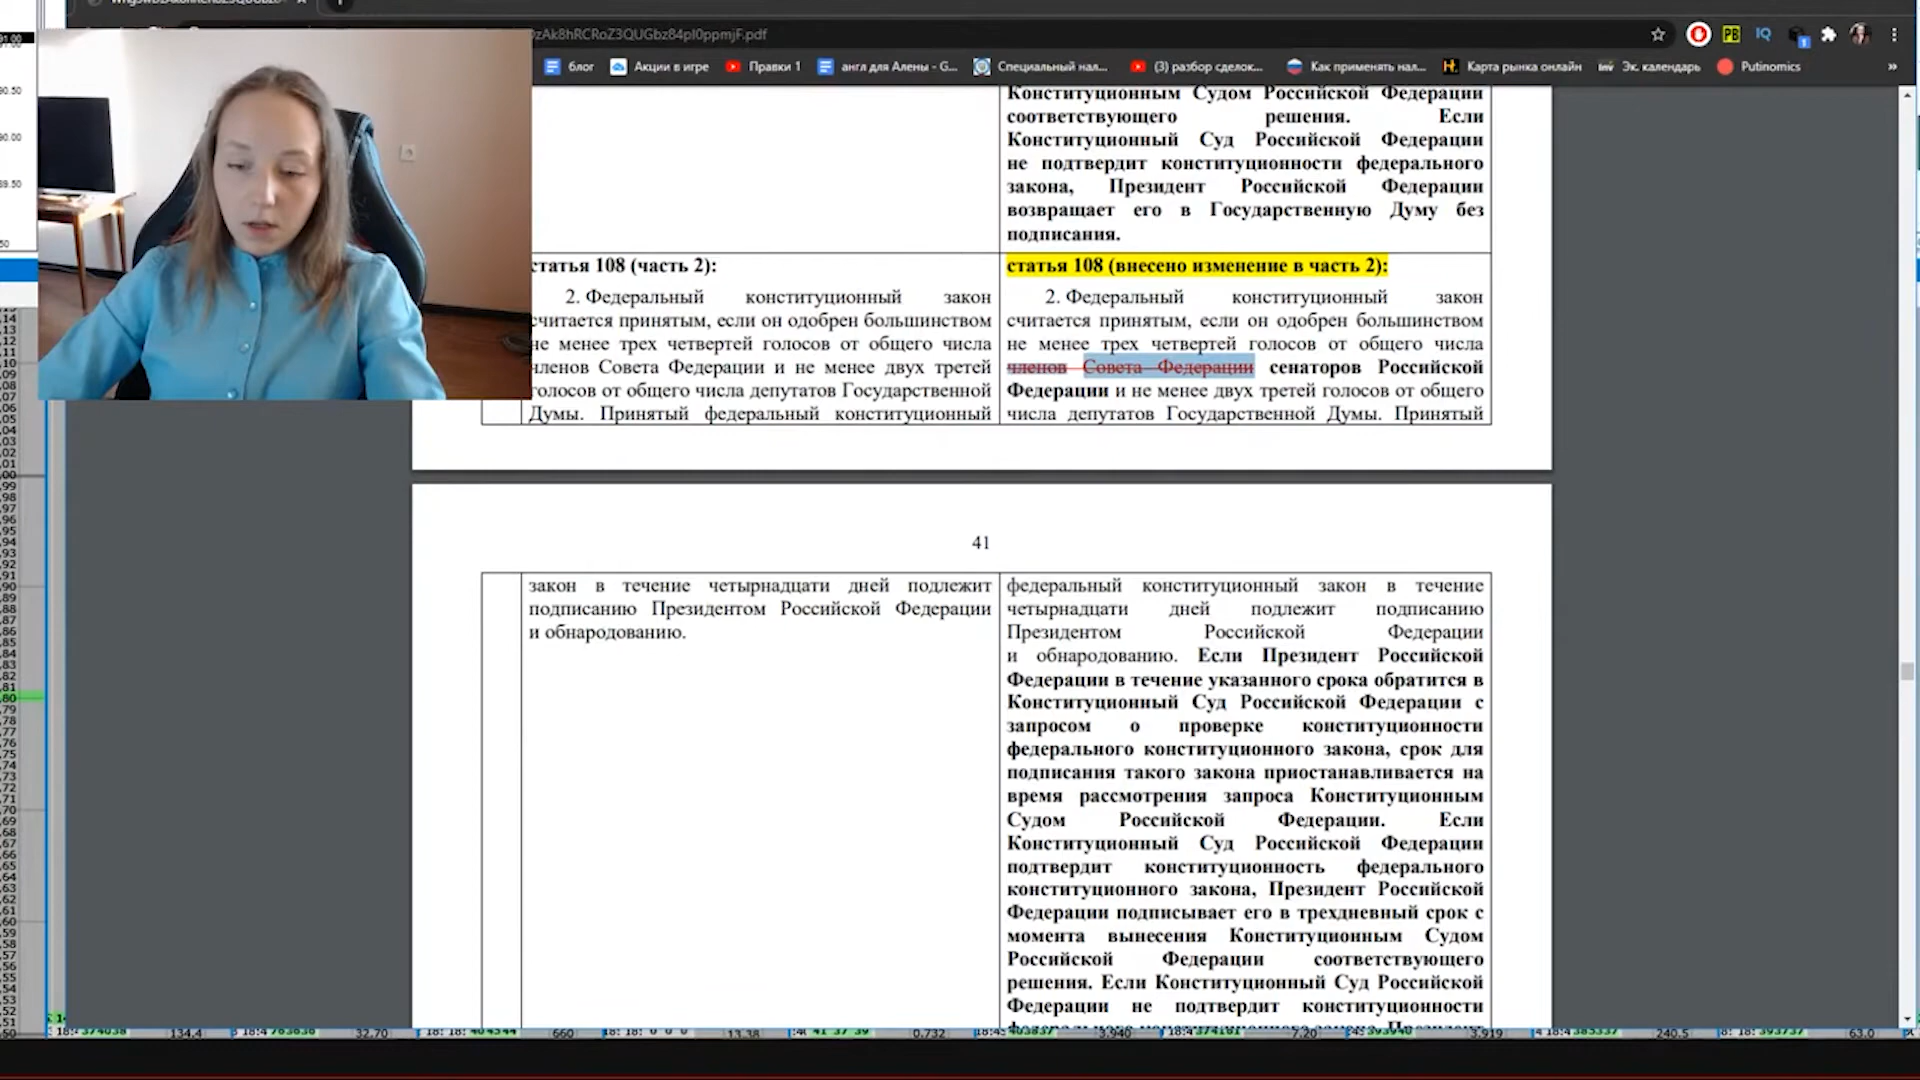 zAk8hRCRoZ3QUGbz84pI0ppmjF.pdf
блог
Акции в игре
Правки 1
англ для Алены - G...
Специальный нал...
(3) разбор сделок...
Как применять нал...
Карта рынка онлайн
Эк. календарь
Putinomics
»
Конституционным Судом Российской Федерации
соответствующего решения. Если
Конституционный Суд Российской Федерации
не подтвердит конституционности федерального
закона, Президент Российской Федерации
возвращает его в Государственную Думу без
подписания.
статья 108 (часть 2):
2. Федеральный конституционный закон
считается принятым, если он одобрен большинством
не менее трех четвертей голосов от общего числа
членов Совета Федерации и не менее двух третей
голосов от общего числа депутатов Государственной
Думы. Принятый федеральный конституционный
статья 108 (внесено изменение в часть 2):
2. Федеральный конституционный закон
считается принятым, если он одобрен большинством
не менее трех четвертей голосов от общего числа
членов Совета Федерации сенаторов Российской
Федерации и не менее двух третей голосов от общего
числа депутатов Государственной Думы. Принятый
41
закон в течение четырнадцати дней подлежит
подписанию Президентом Российской Федерации
и обнародованию.
федеральный конституционный закон в течение
четырнадцати дней подлежит подписанию
Президентом Российской Федерации
и обнародованию. Если Президент Российской
Федерации в течение указанного срока обратится в
Конституционный Суд Российской Федерации с
запросом о проверке конституционности
федерального конституционного закона, срок для
подписания такого закона приостанавливается на
время рассмотрения запроса Конституционным
Судом Российской Федерации. Если
Конституционный Суд Российской Федерации
подтвердит конституционность федерального
конституционного закона, Президент Российской
Федерации подписывает его в трехдневный срок с
момента вынесения Конституционным Судом
Российской Федерации соответствующего
решения. Если Конституционный Суд Российской
Федерации не подтвердит конституционности